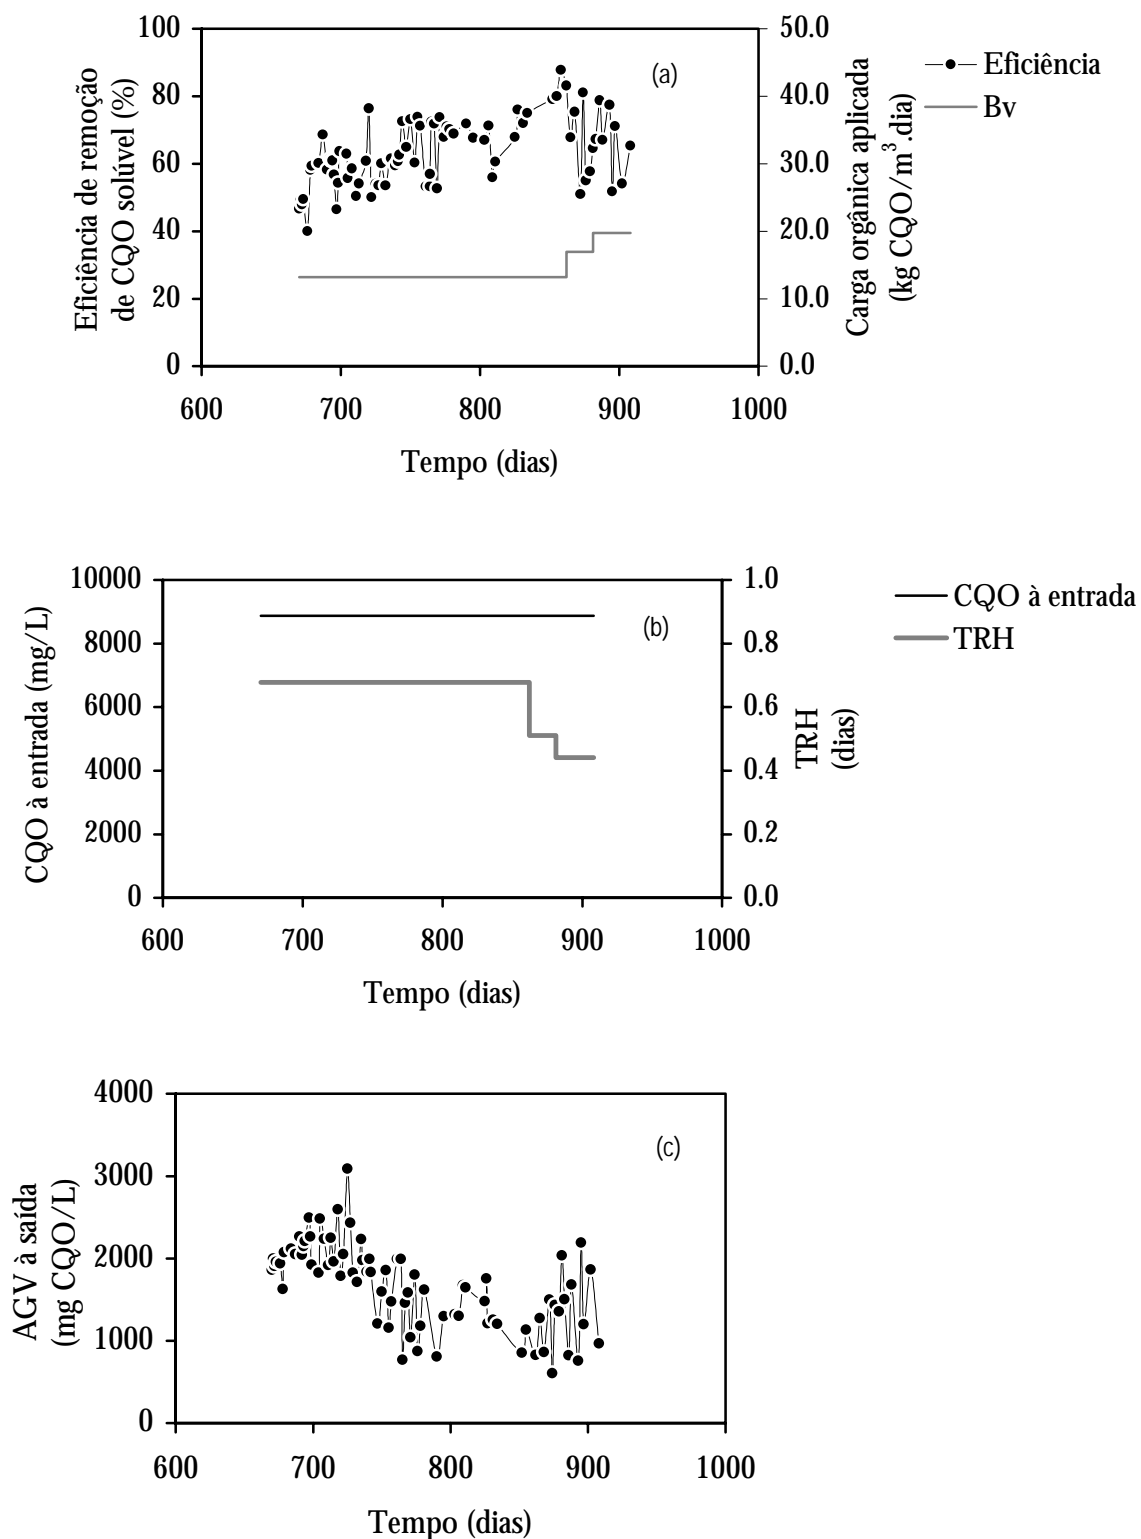 Eficiência de remoção
de CQO solúvel (%)
100
80
60
40
20
0
50.0
40.0
30.0
20.0
10.0
0.0
Carga orgânica aplicada
(kg CQO/m³.dia)
(a)
Eficiência
Bv
600 700 800 900 1000
Tempo (dias)
CQO à entrada (mg/L)
10000
8000
6000
4000
2000
0
1.0
0.8
0.6
0.4
0.2
0.0
TRH
(dias)
(b)
CQO à entrada
TRH
600 700 800 900 1000
Tempo (dias)
AGV à saída
(mg CQO/L)
4000
3000
2000
1000
0
(c)
600 700 800 900 1000
Tempo (dias)